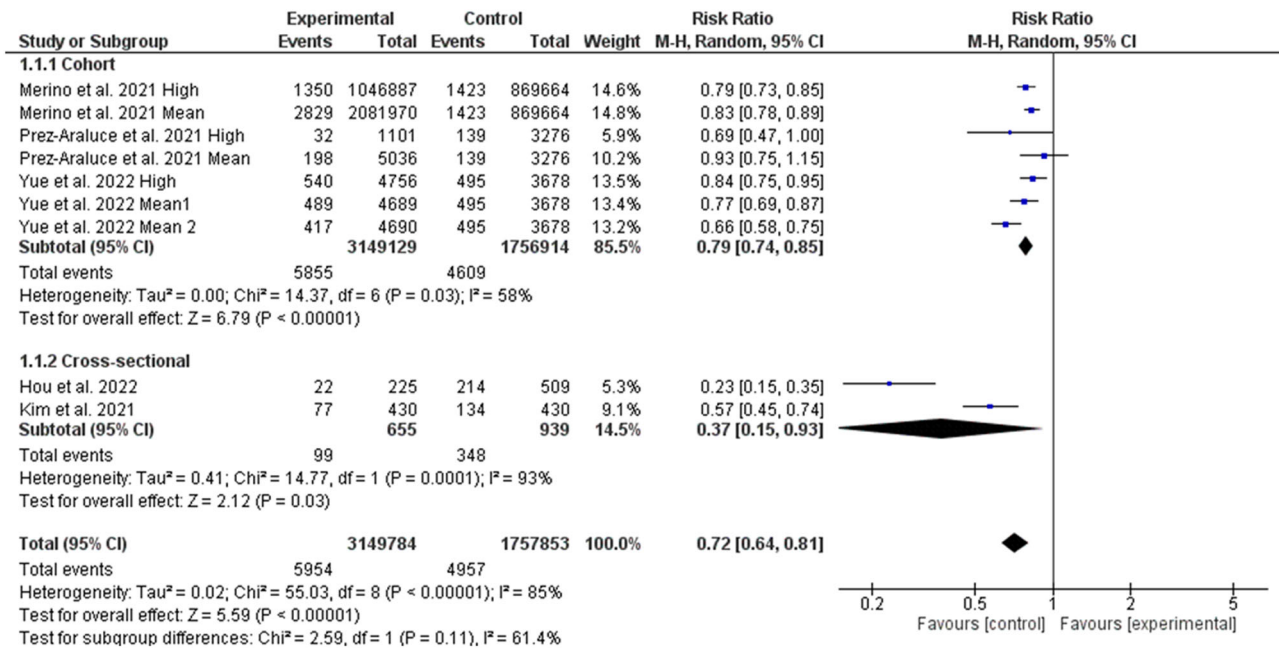 Experimental Control Risk Ratio Risk Ratio
Study or Subgroup Events Total Events Total Weight M-H, Random, 95% CI M-H, Random, 95% CI
1.1.1 Cohort
Merino et al. 2021 High 1350 1046887 1423 869664 14.6% 0.79 [0.73, 0.85]
Merino et al. 2021 Mean 2829 2081970 1423 869664 14.8% 0.83 [0.78, 0.89]
Prez-Araluce et al. 2021 High 32 1101 139 3276 5.9% 0.69 [0.47, 1.00]
Prez-Araluce et al. 2021 Mean 198 5036 139 3276 10.2% 0.93 [0.75, 1.15]
Yue et al. 2022 High 540 4756 495 3678 13.5% 0.84 [0.75, 0.95]
Yue et al. 2022 Mean1 489 4689 495 3678 13.4% 0.77 [0.69, 0.87]
Yue et al. 2022 Mean 2 417 4690 495 3678 13.2% 0.66 [0.58, 0.75]
Subtotal (95% CI) 3149129 1756914 85.5% 0.79 [0.74, 0.85]
Total events 5855 4609
Heterogeneity: Tau² = 0.00; Chi² = 14.37, df = 6 (P = 0.03); I² = 58%
Test for overall effect: Z = 6.79 (P < 0.00001)
1.1.2 Cross-sectional
Hou et al. 2022 22 225 214 509 5.3% 0.23 [0.15, 0.35]
Kim et al. 2021 77 430 134 430 9.1% 0.57 [0.45, 0.74]
Subtotal (95% CI) 655 939 14.5% 0.37 [0.15, 0.93]
Total events 99 348
Heterogeneity: Tau² = 0.41; Chi² = 14.77, df = 1 (P = 0.0001); I² = 93%
Test for overall effect: Z = 2.12 (P = 0.03)
Total (95% CI) 3149784 1757853 100.0% 0.72 [0.64, 0.81]
Total events 5954 4957
Heterogeneity: Tau² = 0.02; Chi² = 55.03, df = 8 (P < 0.00001); I² = 85%
Test for overall effect: Z = 5.59 (P < 0.00001)
Test for subgroup differences: Chi² = 2.59, df = 1 (P = 0.11), I² = 61.4%
0.2 0.5 1 2 5
Favours [control] Favours [experimental]